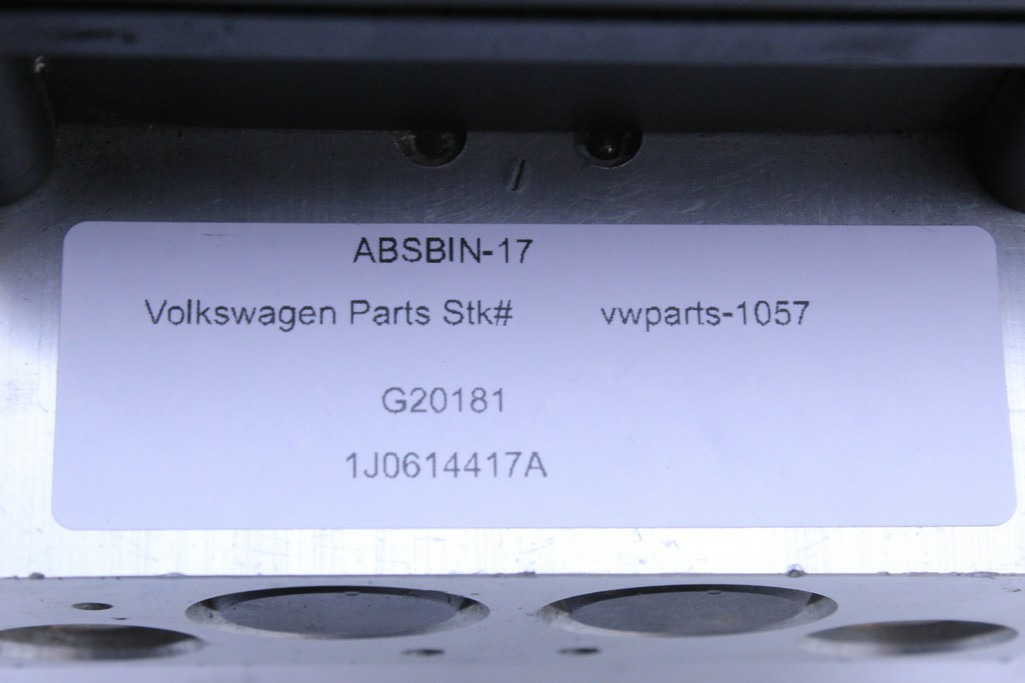 ABSBIN-17
Volkswagen Parts Stk# vwparts-1057
G20181
1J0614417A